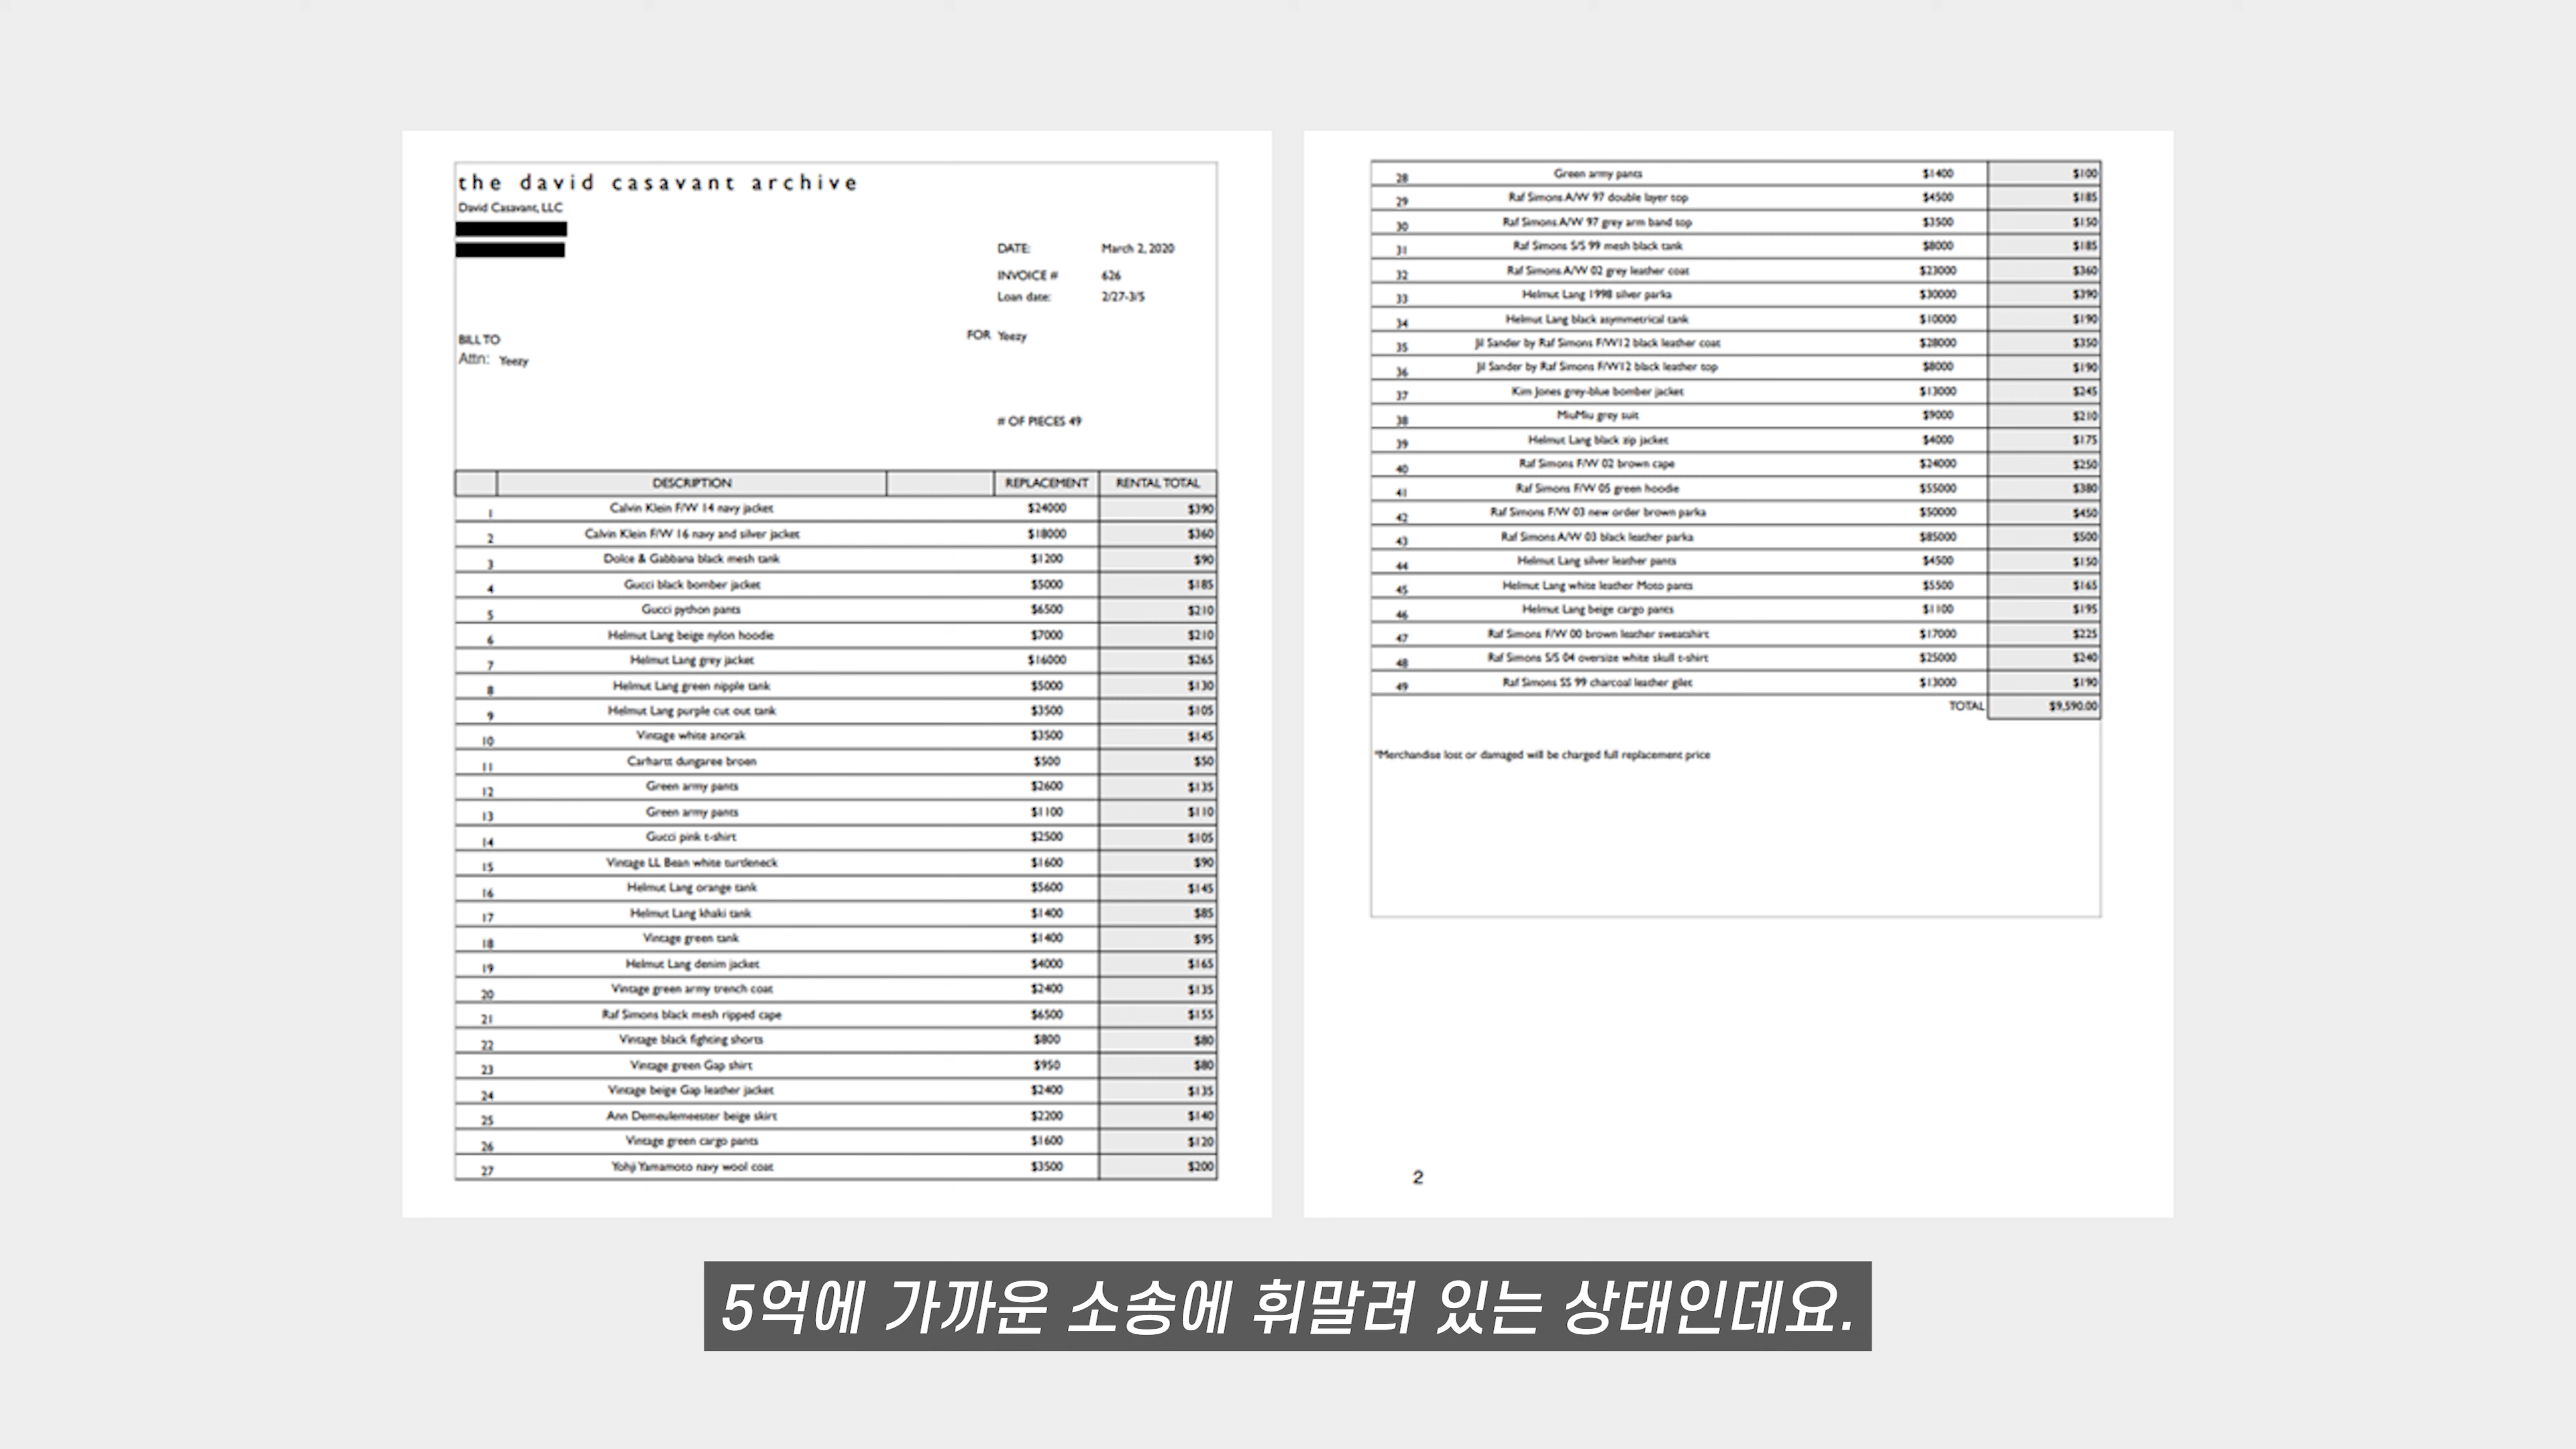 the david casavant archive
David Casavant, LLC
DATE: March 2, 2020
INVOICE # 626
Loan date: 2/27-3/5
BILL TO FOR Yeezy
Attn: Yeezy
# OF PIECES 49
DESCRIPTION REPLACEMENT RENTAL TOTAL
1 Calvin Klein F/W 14 navy jacket $24000 $390
2 Calvin Klein F/W 16 navy and silver jacket $18000 $360
3 Dolce & Gabbana black mesh tank $1200 $90
4 Gucci black bomber jacket $5000 $185
5 Gucci python pants $6500 $210
6 Helmut Lang beige nylon hoodie $7000 $210
7 Helmut Lang grey jacket $16000 $265
8 Helmut Lang green nipple tank $5000 $130
9 Helmut Lang purple cut out tank $3500 $105
10 Vintage white anorak $3500 $145
11 Carhartt dungaree broen $500 $50
12 Green army pants $2600 $135
13 Green army pants $1100 $110
14 Gucci pink t-shirt $2500 $105
15 Vintage LL Bean white turtleneck $1600 $90
16 Helmut Lang orange tank $5600 $145
17 Helmut Lang khaki tank $1400 $85
18 Vintage green tank $1400 $95
19 Helmut Lang denim jacket $4000 $165
20 Vintage green army trench coat $2400 $135
21 Raf Simons black mesh ripped cape $6500 $155
22 Vintage black fighting shorts $800 $80
23 Vintage green Gap shirt $950 $80
24 Vintage beige Gap leather jacket $2400 $135
25 Ann Demeulemeester beige skirt $2200 $140
26 Vintage green cargo pants $1600 $120
27 Yohji Yamamoto navy wool coat $3500 $200
28 Green army pants $1400 $100
29 Raf Simons A/W 97 double layer top $4500 $185
30 Raf Simons A/W 97 grey arm band top $3500 $150
31 Raf Simons S/S 99 mesh black tank $8000 $185
32 Raf Simons A/W 02 grey leather coat $23000 $360
33 Helmut Lang 1998 silver parka $30000 $390
34 Helmut Lang black asymmetrical tank $10000 $190
35 Jil Sander by Raf Simons F/W12 black leather coat $28000 $350
36 Jil Sander by Raf Simons F/W12 black leather top $8000 $190
37 Kim Jones grey-blue bomber jacket $13000 $245
38 MiuMiu grey suit $9000 $210
39 Helmut Lang black zip jacket $4000 $175
40 Raf Simons F/W 02 brown cape $24000 $250
41 Raf Simons F/W 05 green hoodie $55000 $380
42 Raf Simons F/W 03 new order brown parka $50000 $450
43 Raf Simons A/W 03 black leather parka $85000 $500
44 Helmut Lang silver leather pants $4500 $150
45 Helmut Lang white leather Moto pants $5500 $165
46 Helmut Lang beige cargo pants $1100 $195
47 Raf Simons F/W 00 brown leather sweatshirt $17000 $225
48 Raf Simons S/S 04 oversize white skull t-shirt $25000 $240
49 Raf Simons SS 99 charcoal leather gilet $13000 $190
TOTAL $9,590.00
*Merchandise lost or damaged will be charged full replacement price
2
5억에 가까운 소송에 휘말려 있는 상태인데요.